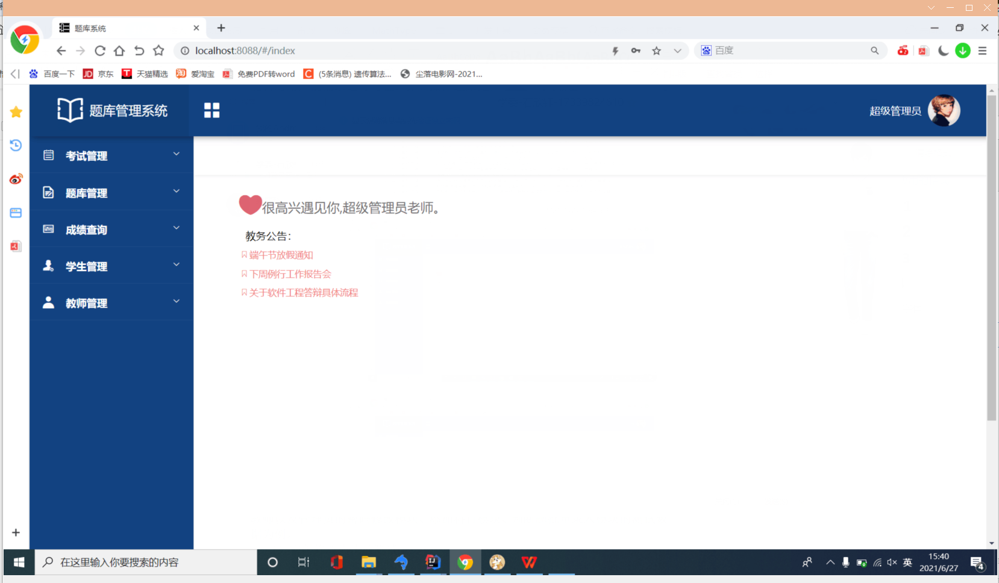 题库系统
localhost:8088/#/index
百度
百度一下
京东
天猫精选
爱淘宝
免费PDF转word
(5条消息) 遗传算法...
尘落电影网-2021...
题库管理系统
超级管理员
考试管理
题库管理
成绩查询
学生管理
教师管理
很高兴遇见你,超级管理员老师。
教务公告：
端午节放假通知
下周例行工作报告会
关于软件工程答辩具体流程
在这里输入你要搜索的内容
英
15:40
2021/6/27
4